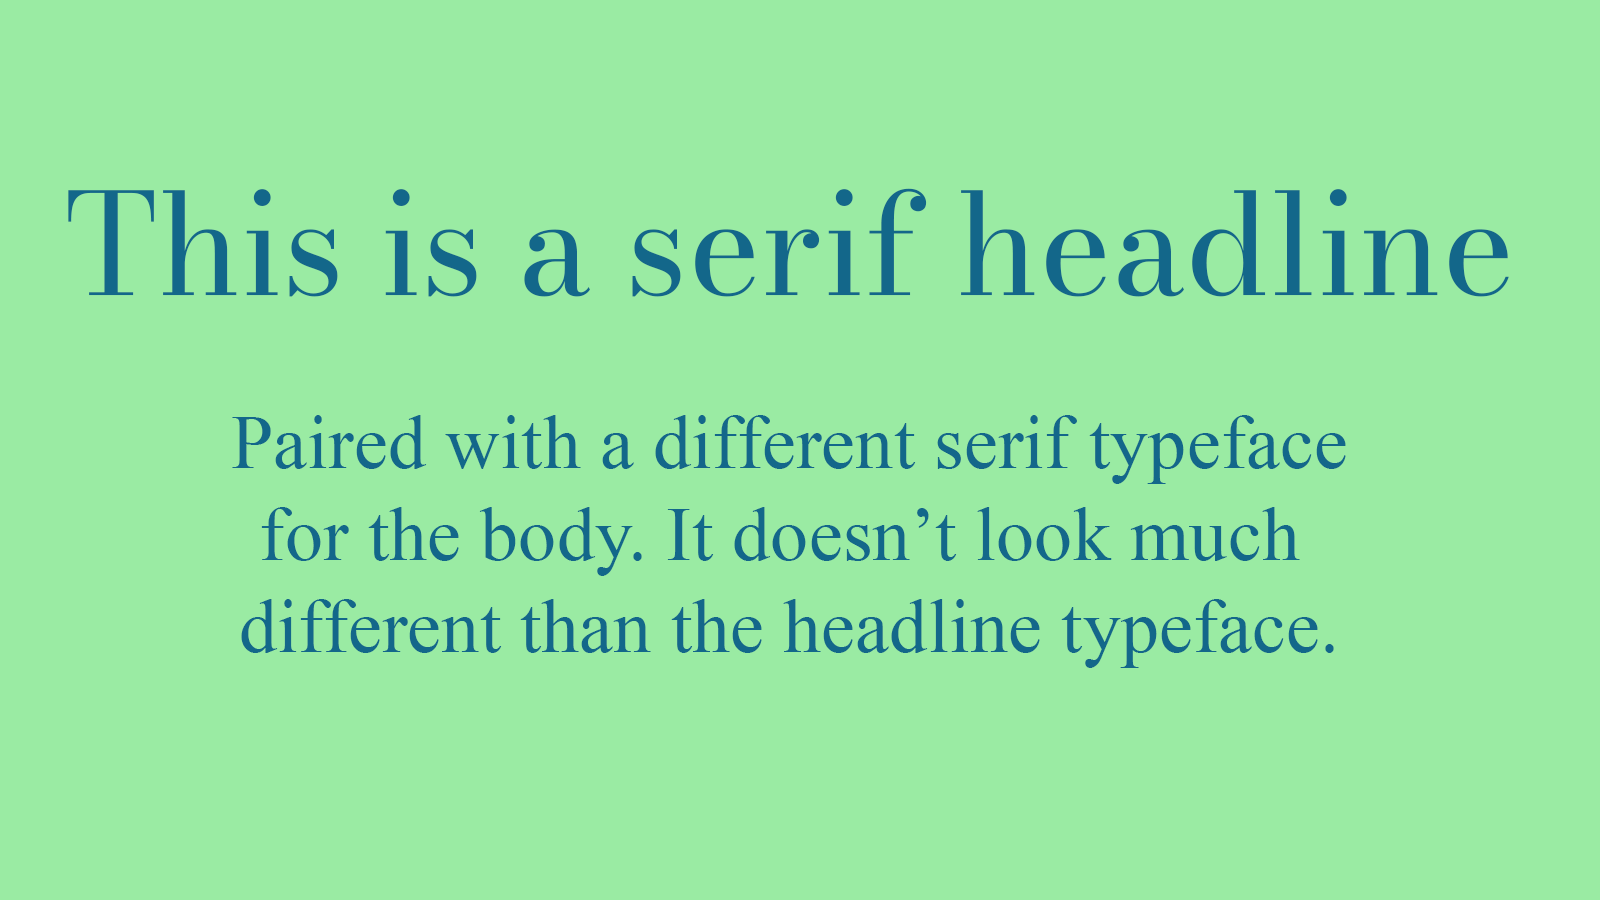 This is a serif headline
Paired with a different serif typeface
for the body. It doesn’t look much
different than the headline typeface.